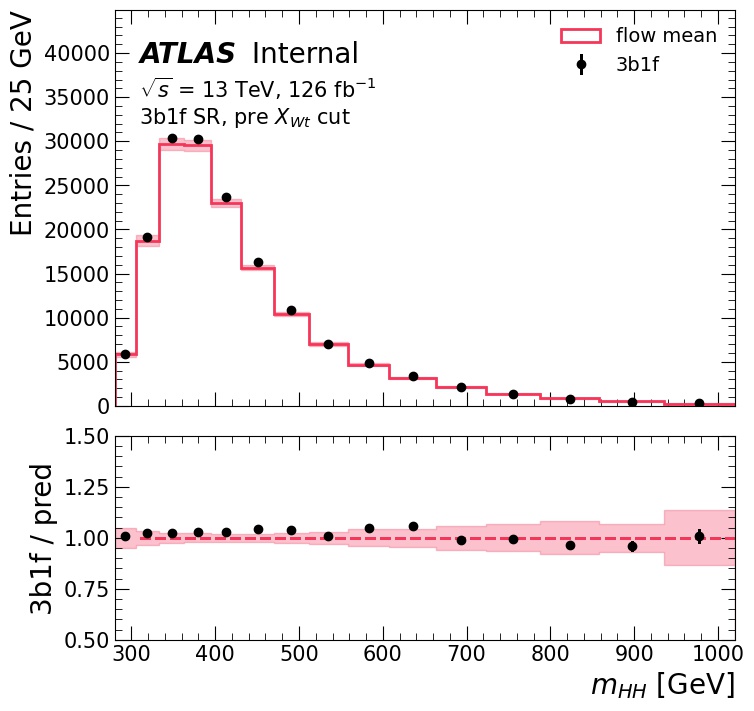 ATLAS Internal
√s = 13 TeV, 126 fb⁻¹
3b1f SR, pre X_Wt cut
flow mean
3b1f
Entries / 25 GeV
40000
35000
30000
25000
20000
15000
10000
5000
0
3b1f / pred
1.50
1.25
1.00
0.75
0.50
300 400 500 600 700 800 900 1000
m_HH [GeV]